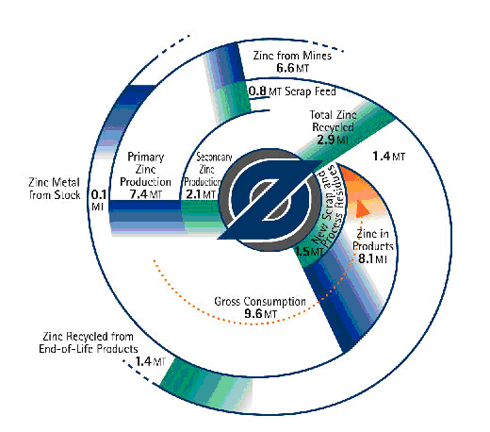 Zinc from Mines
6.6 MT
0.8 MT Scrap Feed
Total Zinc
Recycled
2.9 MT
1.4 MT
Primary
Zinc
Production
7.4 MT
Secondary
Zinc
Production
2.1 MT
Zinc Metal
from Stock
0.1
MT
New Scrap and
Process Residues
1.5 MT
Zinc in
Products
8.1 MT
Gross Consumption
9.6 MT
Zinc Recycled from
End-of-Life Products
1.4 MT